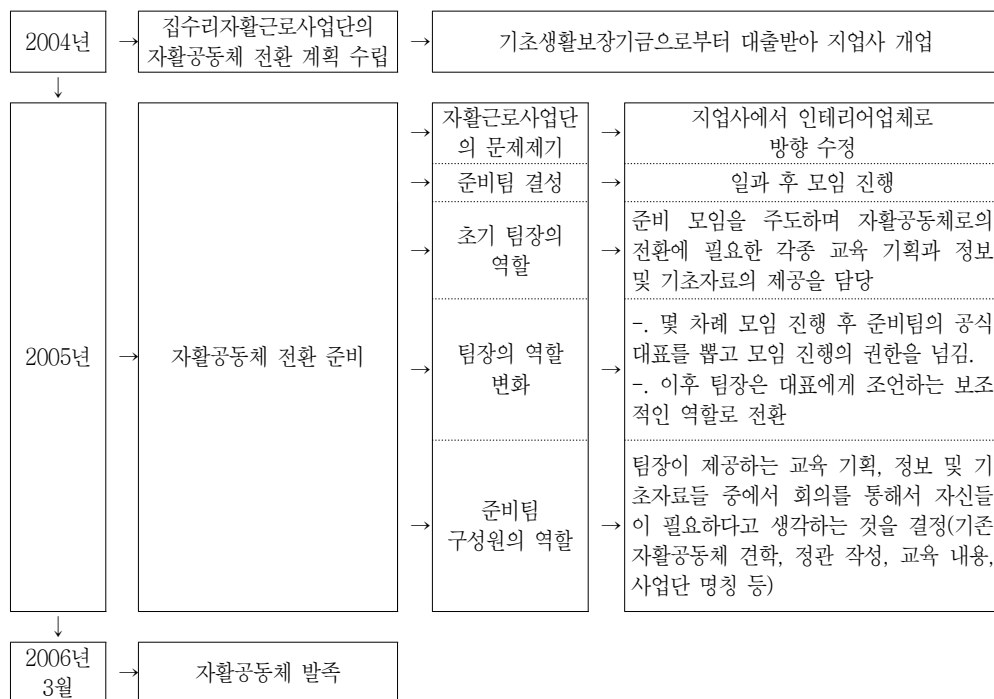 2004년
→
집수리자활근로사업단의
자활공동체 전환 계획 수립
→
기초생활보장기금으로부터 대출받아 지업사 개업
↓
2005년
→
자활공동체 전환 준비
→
자활근로사업단
의 문제제기
→
지업사에서 인테리어업체로
방향 수정
→
준비팀 결성
→
일과 후 모임 진행
→
초기 팀장의
역할
→
준비 모임을 주도하며 자활공동체로의
전환에 필요한 각종 교육 기획과 정보
및 기초자료의 제공을 담당
→
팀장의 역할
변화
→
-. 몇 차례 모임 진행 후 준비팀의 공식
대표를 뽑고 모임 진행의 권한을 넘김.
-. 이후 팀장은 대표에게 조언하는 보조
적인 역할로 전환
→
준비팀
구성원의 역할
→
팀장이 제공하는 교육 기획, 정보 및 기
초자료들 중에서 회의를 통해서 자신들
이 필요하다고 생각하는 것을 결정(기존
자활공동체 견학, 정관 작성, 교육 내용,
사업단 명칭 등)
↓
2006년
3월
→
자활공동체 발족